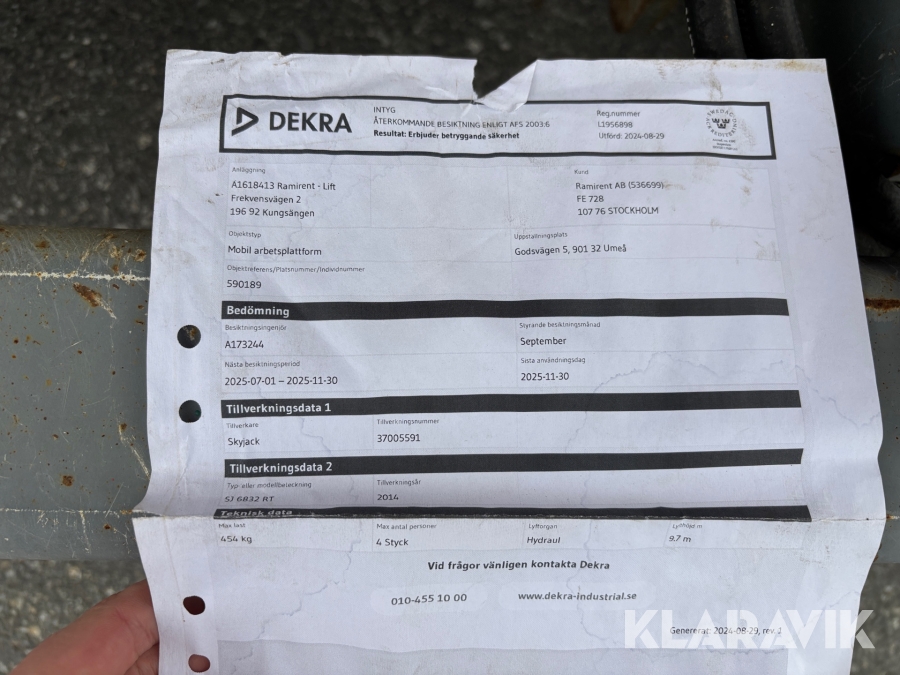 DEKRA
INTYG
ÅTERKOMMANDE BESIKTNING ENLIGT AFS 2003:6
Resultat: Erbjuder betryggande säkerhet
Reg.nummer
L1956898
Utförd: 2024-08-29
Anläggning
A1618413 Ramirent - Lift
Frekvensvägen 2
196 92 Kungsängen
Kund
Ramirent AB (536699)
FE 728
107 76 STOCKHOLM
Objektstyp
Mobil arbetsplattform
Uppställningsplats
Godsvägen 5, 901 32 Umeå
Objektreferens/Platsnummer/Individnummer
590189
Bedömning
Besiktningsingenjör
A173244
Styrande besiktningsmånad
September
Nästa besiktningsperiod
2025-07-01 – 2025-11-30
Sista användningsdag
2025-11-30
Tillverkningsdata 1
Tillverkare
Skyjack
Tillverkningsnummer
37005591
Tillverkningsdata 2
Typ- eller modellbeteckning
SJ 6832 RT
Tillverkningsår
2014
Teknisk data
Max last
454 kg
Max antal personer
4 Styck
Lyftorgan
Hydraul
Lyfthöjd m
9,7 m
Vid frågor vänligen kontakta Dekra
010-455 10 00
www.dekra-industrial.se
Genererat: 2024-08-29, rev. 1
KLARAVIK